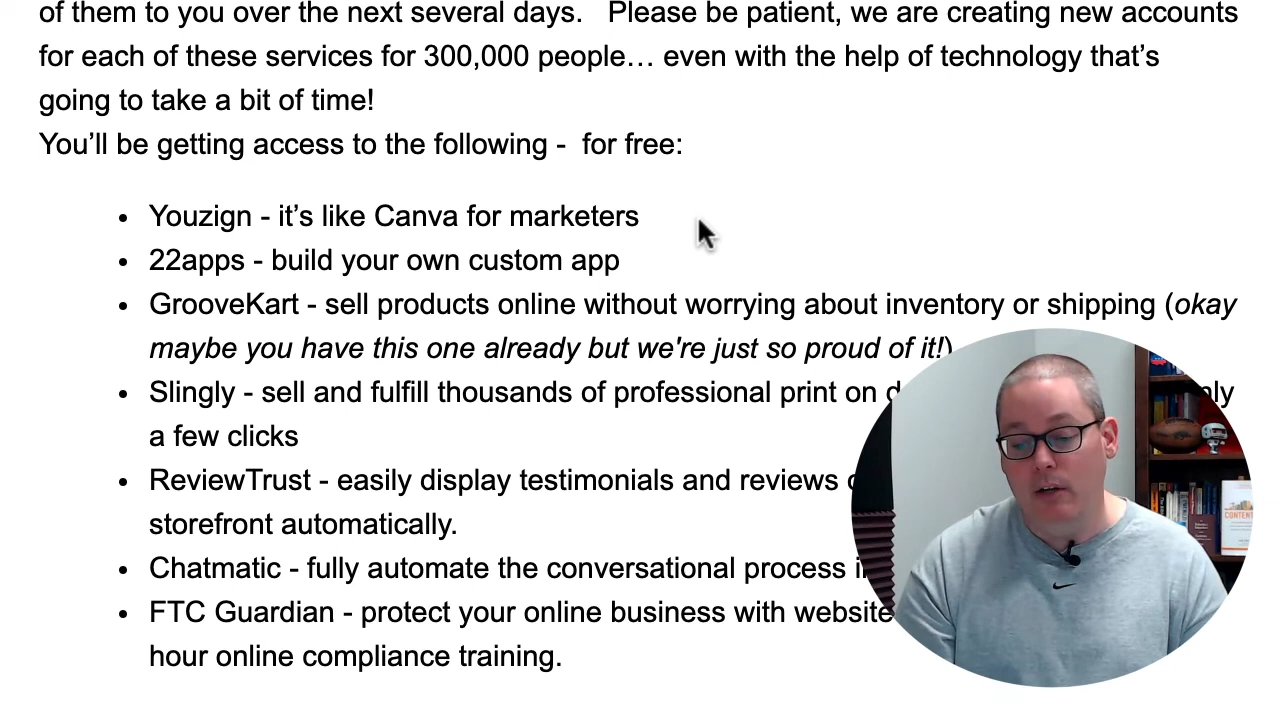 of them to you over the next several days.   Please be patient, we are creating new accounts
for each of these services for 300,000 people… even with the help of technology that’s
going to take a bit of time!
You’ll be getting access to the following -  for free:
• Youzign - it’s like Canva for marketers
• 22apps - build your own custom app
• GrooveKart - sell products online without worrying about inventory or shipping (okay
maybe you have this one already but we're just so proud of it!)
• Slingly - sell and fulfill thousands of professional print on
a few clicks
• ReviewTrust - easily display testimonials and reviews
storefront automatically.
• Chatmatic - fully automate the conversational process
• FTC Guardian - protect your online business with website
hour online compliance training.
CONTENT